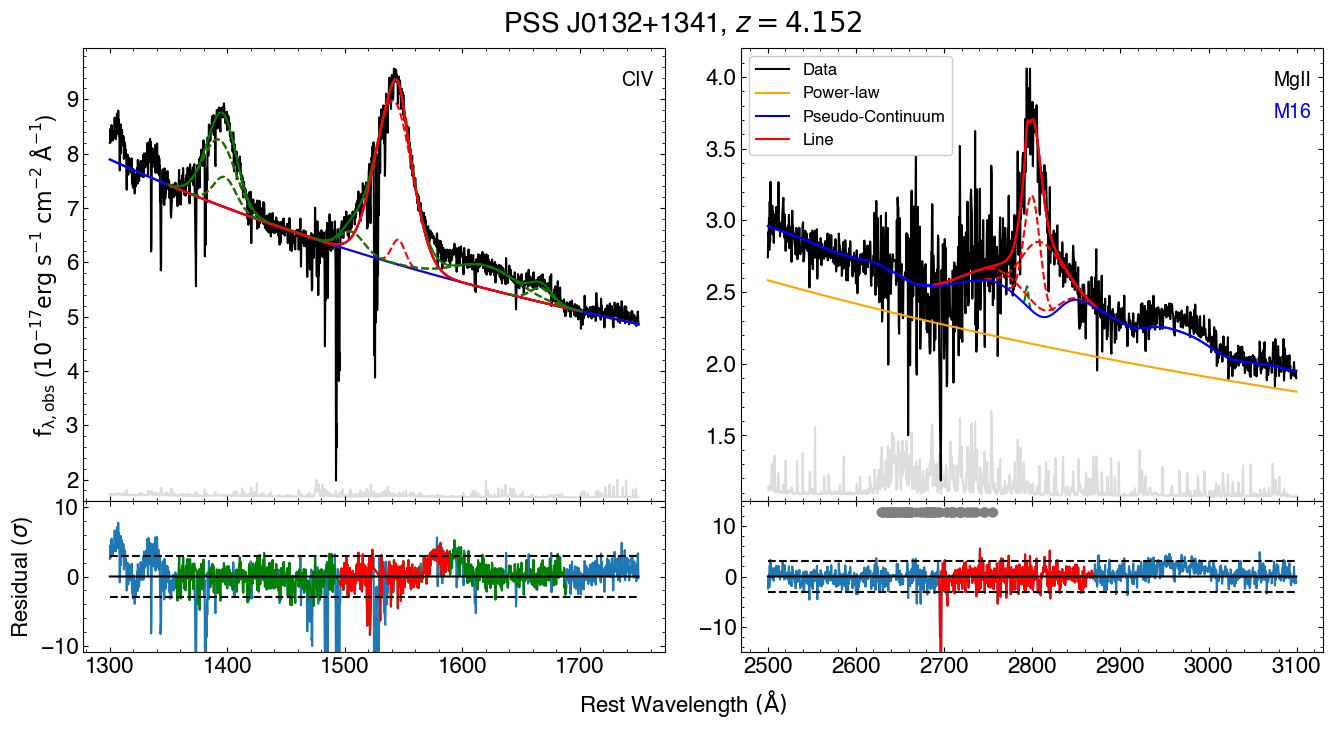 PSS J0132+1341, z = 4.152
CIV
9
8
7
6
5
4
3
2
f_λ, obs (10⁻¹⁷erg s⁻¹ cm⁻² Å⁻¹)
10
0
−10
Residual (σ)
1300 1400 1500 1600 1700
Data
Power-law
Pseudo-Continuum
Line
MgII
M16
4.0
3.5
3.0
2.5
2.0
1.5
10
0
−10
2500 2600 2700 2800 2900 3000 3100
Rest Wavelength (Å)